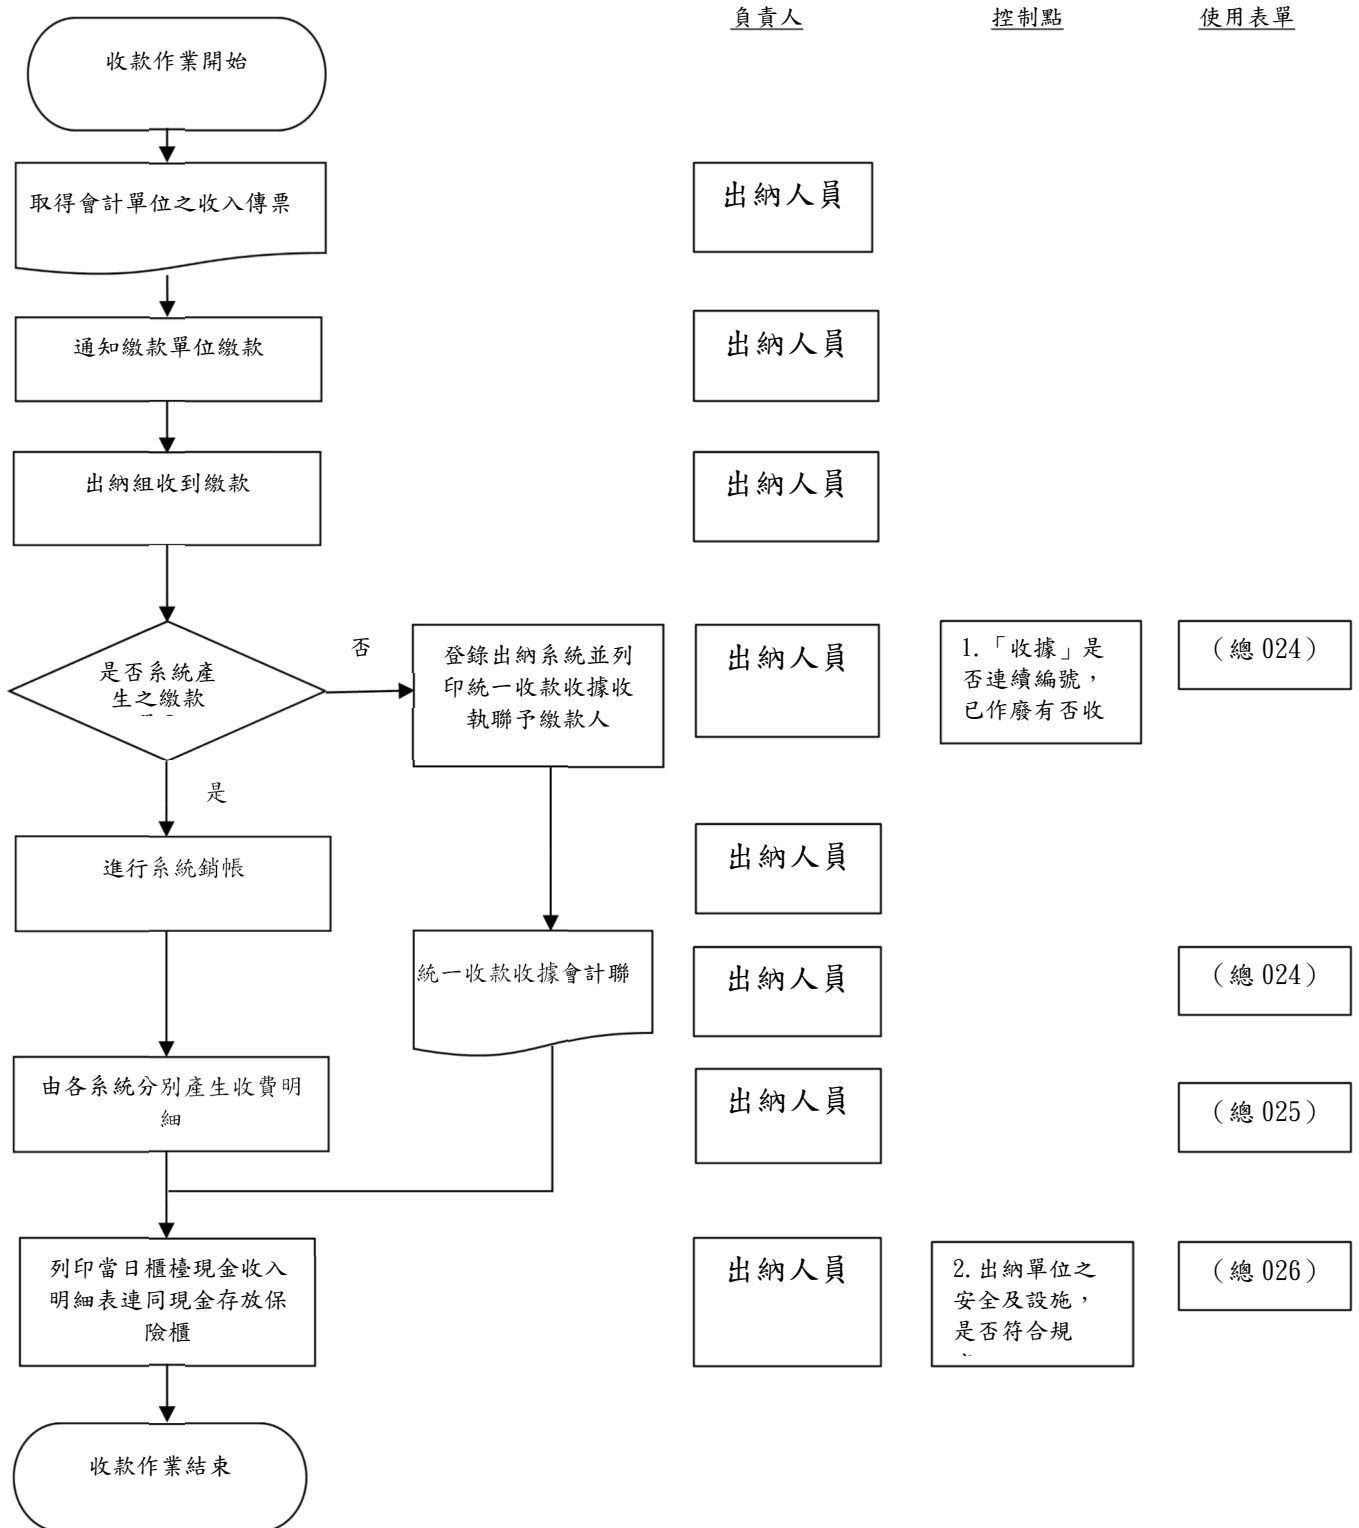 負責人
控制點
使用表單
收款作業開始
取得會計單位之收入傳票
出納人員
通知繳款單位繳款
出納人員
出納組收到繳款
出納人員
是否系統產
生之繳款
否
登錄出納系統並列
印統一收款收據收
執聯予繳款人
出納人員
1.「收據」是
否連續編號，
已作廢有否收
（總 024）
是
進行系統銷帳
出納人員
統一收款收據會計聯
出納人員
（總 024）
由各系統分別產生收費明
細
出納人員
（總 025）
列印當日櫃檯現金收入
明細表連同現金存放保
險櫃
出納人員
2.出納單位之
安全及設施，
是否符合規
（總 026）
收款作業結束